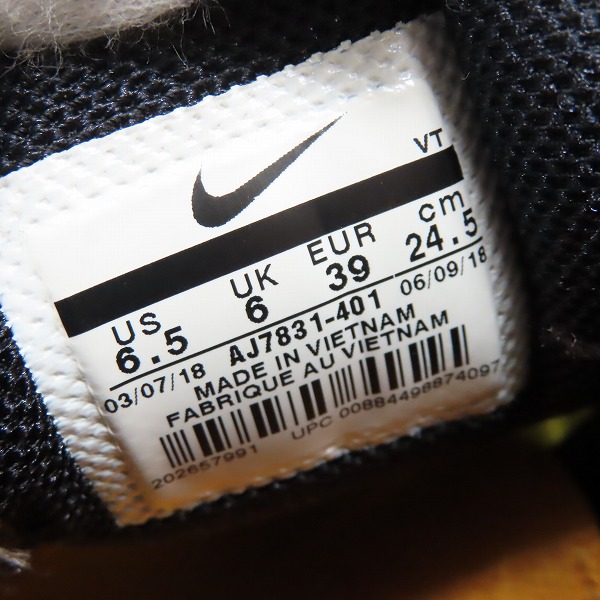 VT
US UK EUR cm
6.5 6 39 24.5
03/07/18 AJ7831-401 06/09/18
MADE IN VIETNAM
FABRIQUE AU VIETNAM
202657991 UPC 00884498874097